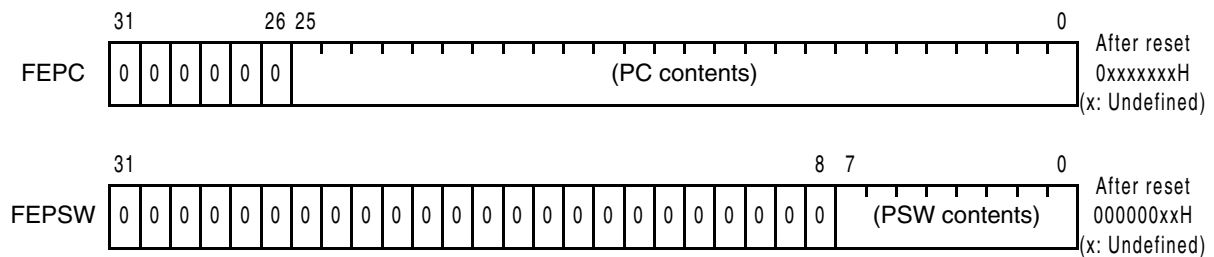 31 26 25 0
FEPC 0 0 0 0 0 0 (PC contents)
After reset
0xxxxxxxH
(x: Undefined)
31 8 7 0
FEPSW 0 0 0 0 0 0 0 0 0 0 0 0 0 0 0 0 0 0 0 0 0 0 0 0 (PSW contents)
After reset
000000xxH
(x: Undefined)